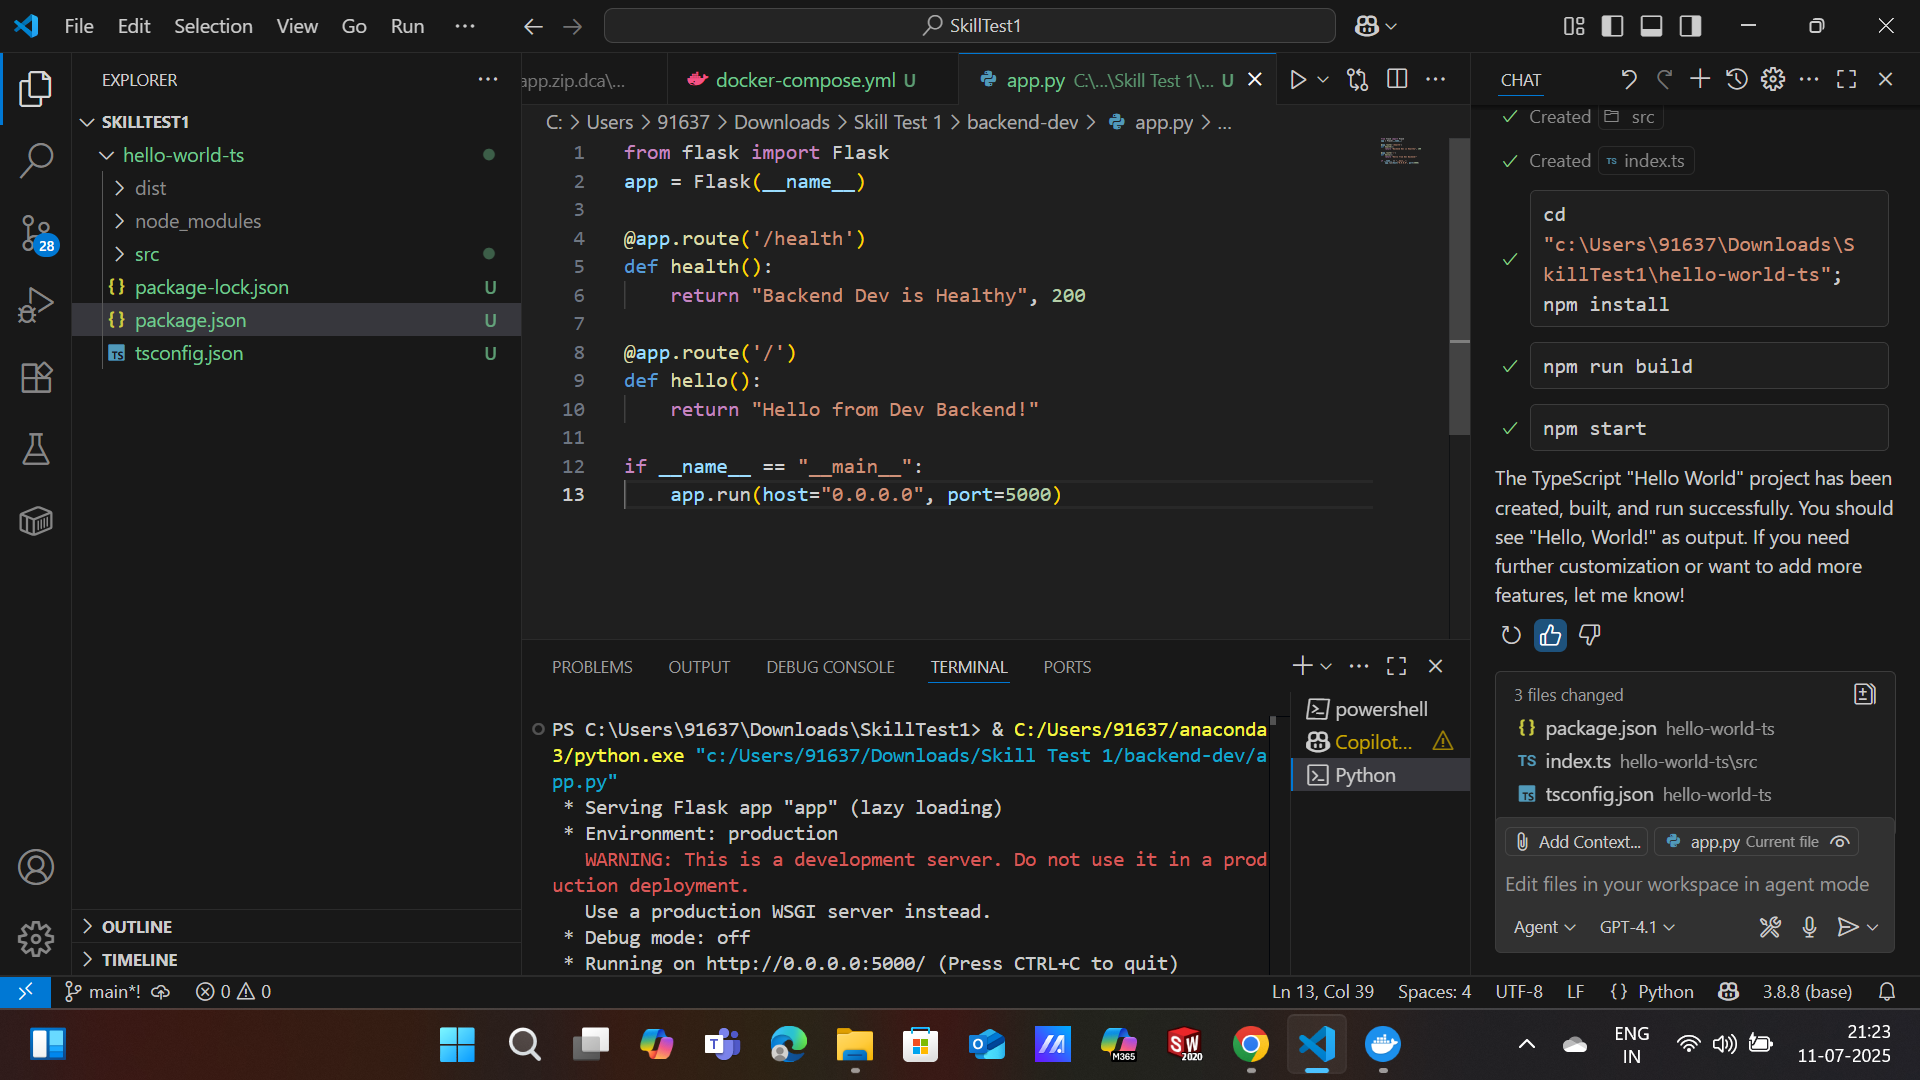 File Edit Selection View Go Run ···
SkillTest1
EXPLORER
SKILLTEST1
hello-world-ts
dist
node_modules
src
package-lock.json U
package.json U
tsconfig.json U
28
OUTLINE
TIMELINE
app.zip.dca\...
docker-compose.yml U
app.py C:\...\Skill Test 1\... U
C: > Users > 91637 > Downloads > Skill Test 1 > backend-dev > app.py > ...
1 from flask import Flask
2 app = Flask(__name__)
3
4 @app.route('/health')
5 def health():
6 return "Backend Dev is Healthy", 200
7
8 @app.route('/')
9 def hello():
10 return "Hello from Dev Backend!"
11
12 if __name__ == "__main__":
13 app.run(host="0.0.0.0", port=5000)
PROBLEMS OUTPUT DEBUG CONSOLE TERMINAL PORTS
PS C:\Users\91637\Downloads\SkillTest1> & C:/Users/91637/anaconda
3/python.exe "c:/Users/91637/Downloads/Skill Test 1/backend-dev/a
pp.py"
* Serving Flask app "app" (lazy loading)
* Environment: production
WARNING: This is a development server. Do not use it in a prod
uction deployment.
Use a production WSGI server instead.
* Debug mode: off
* Running on http://0.0.0.0:5000/ (Press CTRL+C to quit)
powershell
Copilot...
Python
CHAT
Created src
Created TS index.ts
cd
"c:\Users\91637\Downloads\S
killTest1\hello-world-ts";
npm install
npm run build
npm start
The TypeScript "Hello World" project has been
created, built, and run successfully. You should
see "Hello, World!" as output. If you need
further customization or want to add more
features, let me know!
3 files changed
{} package.json hello-world-ts
TS index.ts hello-world-ts\src
TS tsconfig.json hello-world-ts
Add Context... app.py Current file
Edit files in your workspace in agent mode
Agent GPT-4.1
main*! 0 0
Ln 13, Col 39 Spaces: 4 UTF-8 LF {} Python 3.8.8 (base)
M365
SW
2020
ENG
IN
21:23
11-07-2025